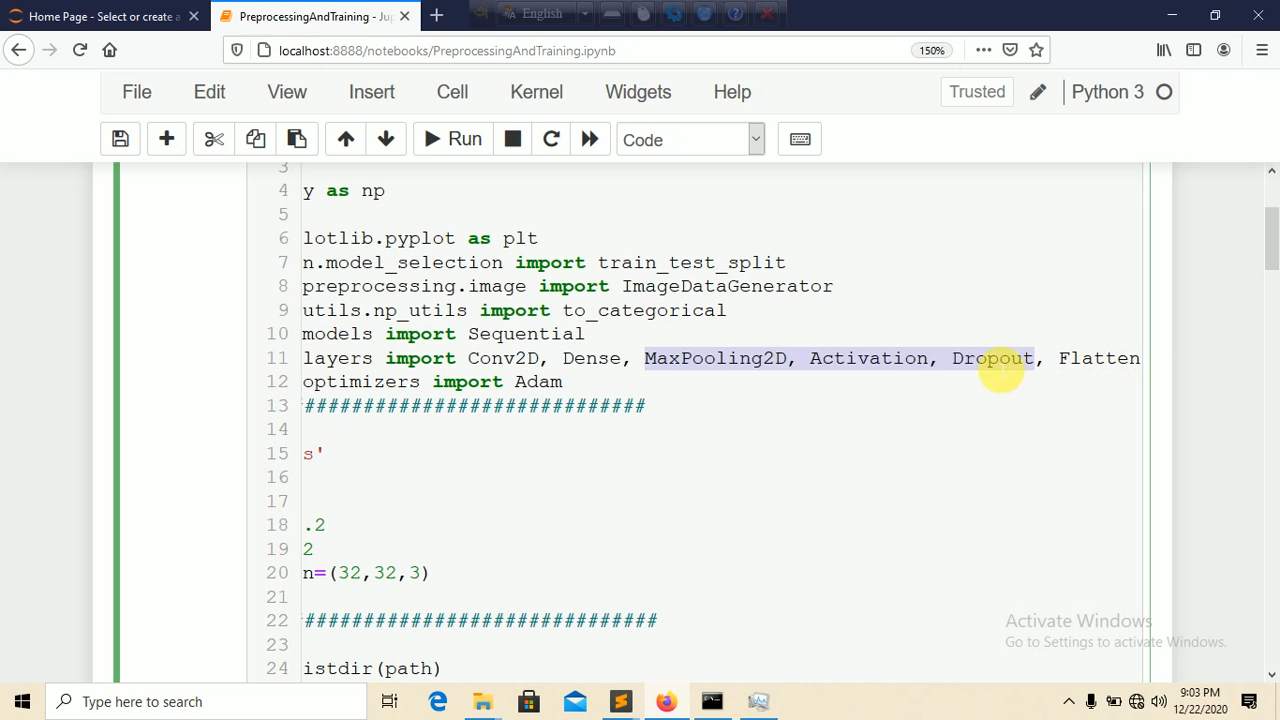 Home Page - Select or create a
PreprocessingAndTraining - Jup
English
localhost:8888/notebooks/PreprocessingAndTraining.ipynb
150%
File Edit View Insert Cell Kernel Widgets Help
Trusted
Python 3
Run
Code
3
4 y as np
5
6 lotlib.pyplot as plt
7 n.model_selection import train_test_split
8 preprocessing.image import ImageDataGenerator
9 utils.np_utils import to_categorical
10 models import Sequential
11 layers import Conv2D, Dense, MaxPooling2D, Activation, Dropout, Flatten
12 optimizers import Adam
13 ############################
14
15 s'
16
17
18 .2
19 2
20 n=(32,32,3)
21
22 #############################
23
24 istdir(path)
Activate Windows
Go to Settings to activate Windows.
Type here to search
9:03 PM
12/22/2020